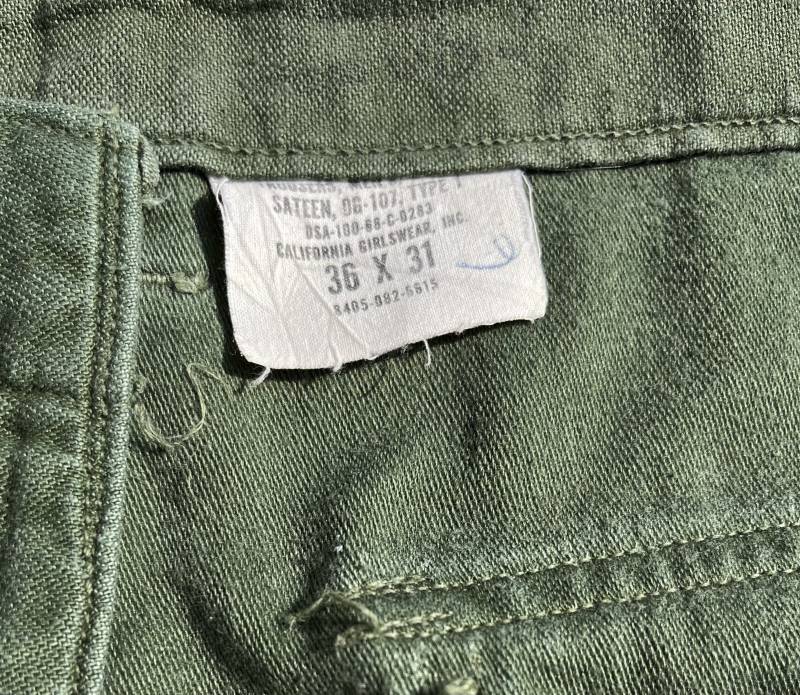 SATEEN, OG-107, TYPE I
DSA-100-68-C-0283
CALIFORNIA GIRLSWEAR, INC.
36 X 31
8405-082-6615